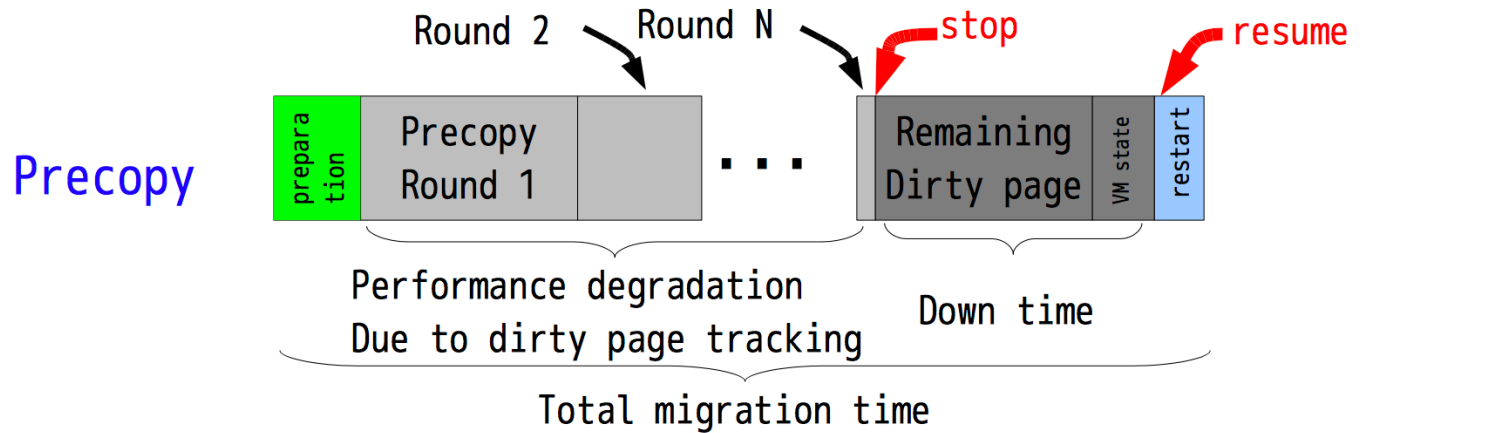 Round 2
Round N
stop
resume
Precopy
prepara
tion
Precopy
Round 1
...
Remaining
Dirty page
VM state
restart
Performance degradation
Due to dirty page tracking
Down time
Total migration time